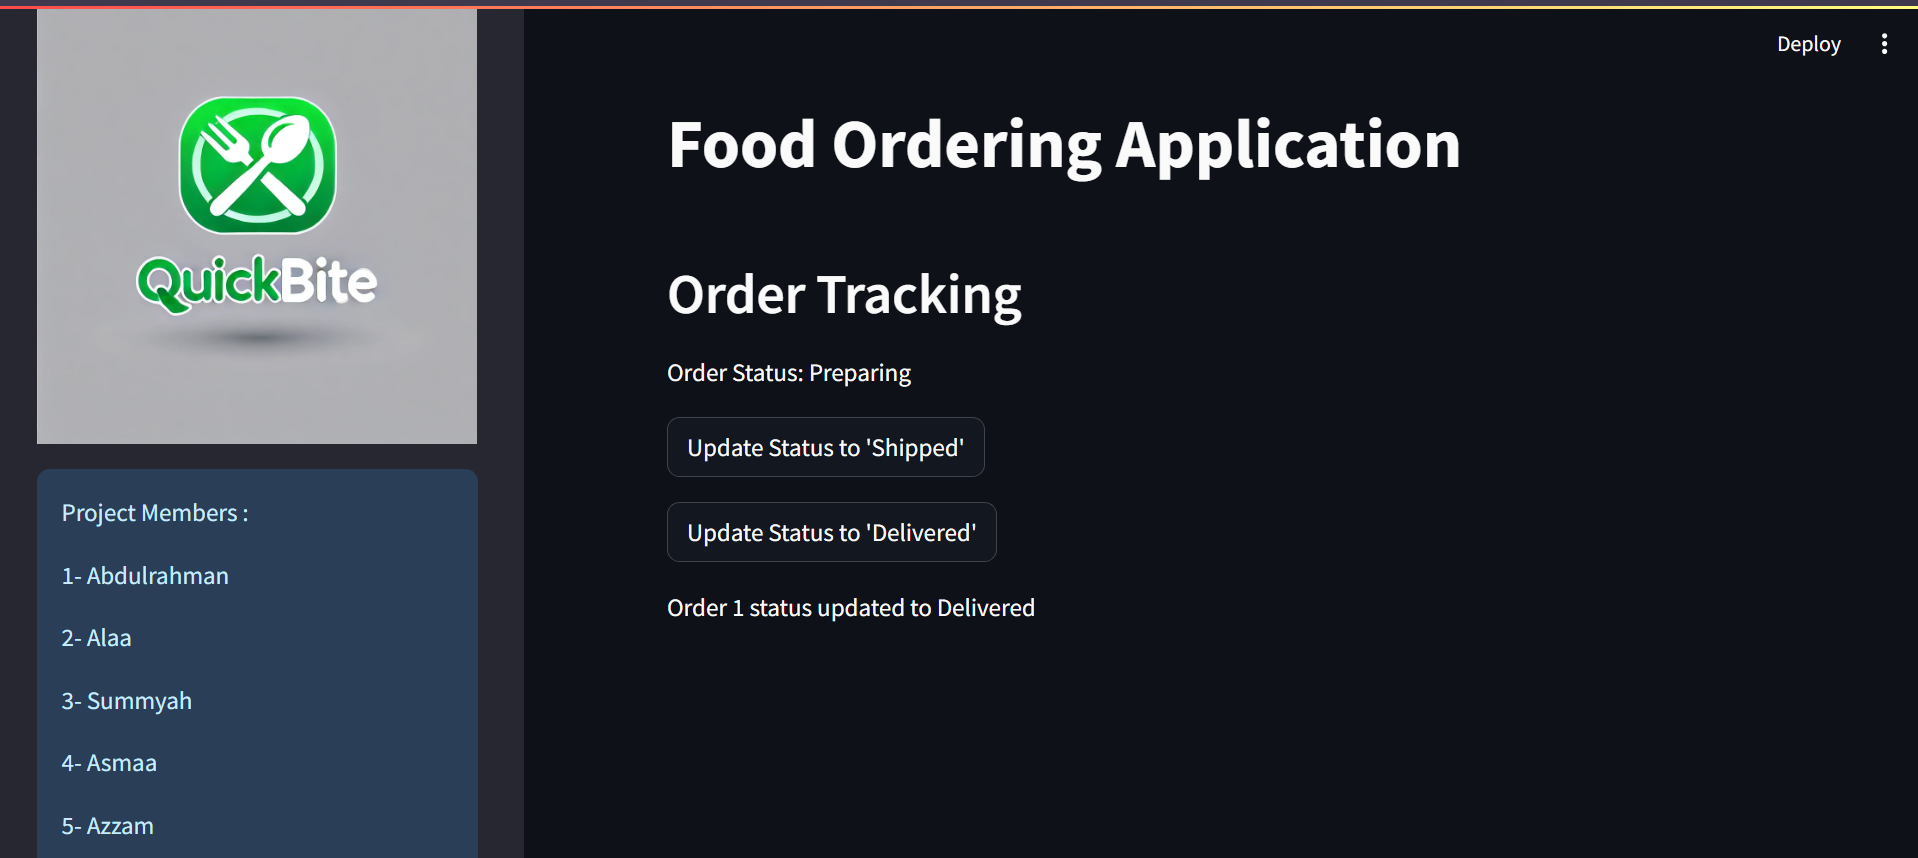 QuickBite
Project Members :
1- Abdulrahman
2- Alaa
3- Summyah
4- Asmaa
5- Azzam
Deploy
Food Ordering Application
Order Tracking
Order Status: Preparing
Update Status to 'Shipped'
Update Status to 'Delivered'
Order 1 status updated to Delivered